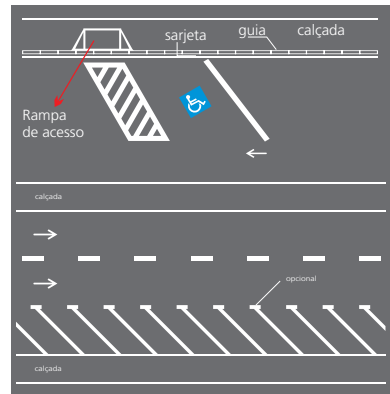 sarjeta
guia
calçada
Rampa
de acesso
calçada
opcional
calçada